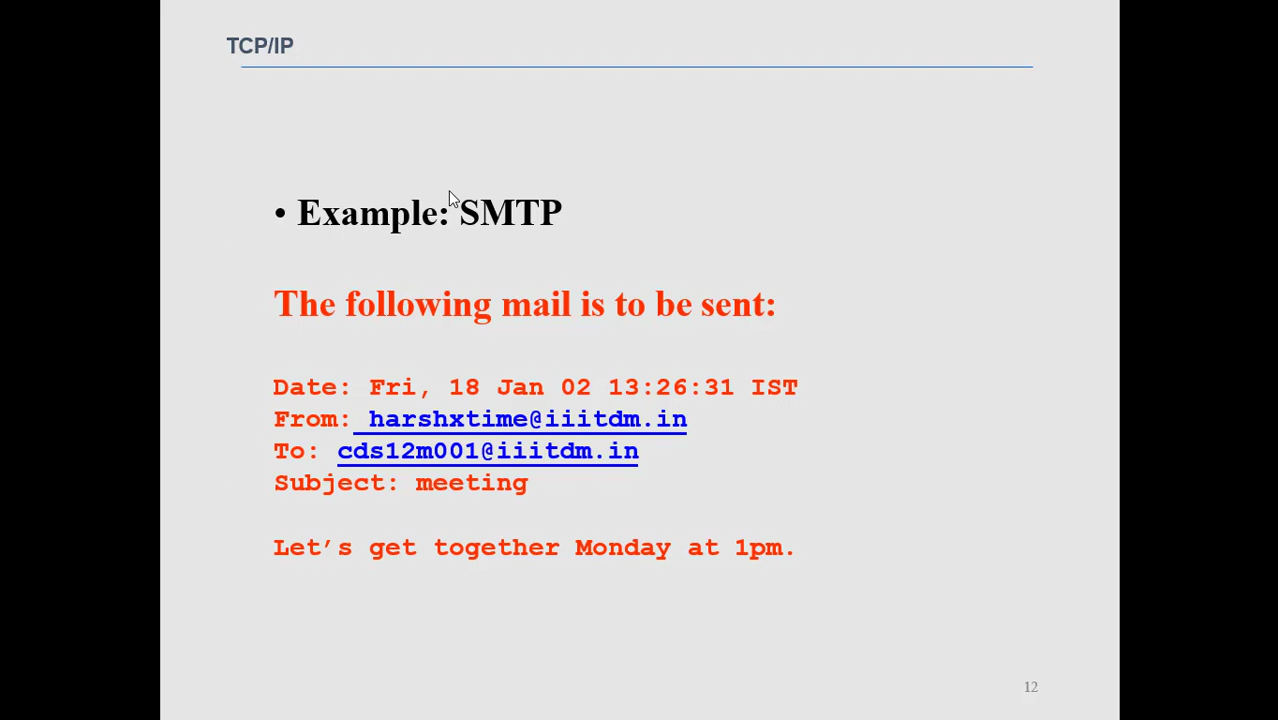 TCP/IP
• Example: SMTP
The following mail is to be sent:
Date: Fri, 18 Jan 02 13:26:31 IST
From: harshxtime@iiitdm.in
To: cds12m001@iiitdm.in
Subject: meeting
Let’s get together Monday at 1pm.
12